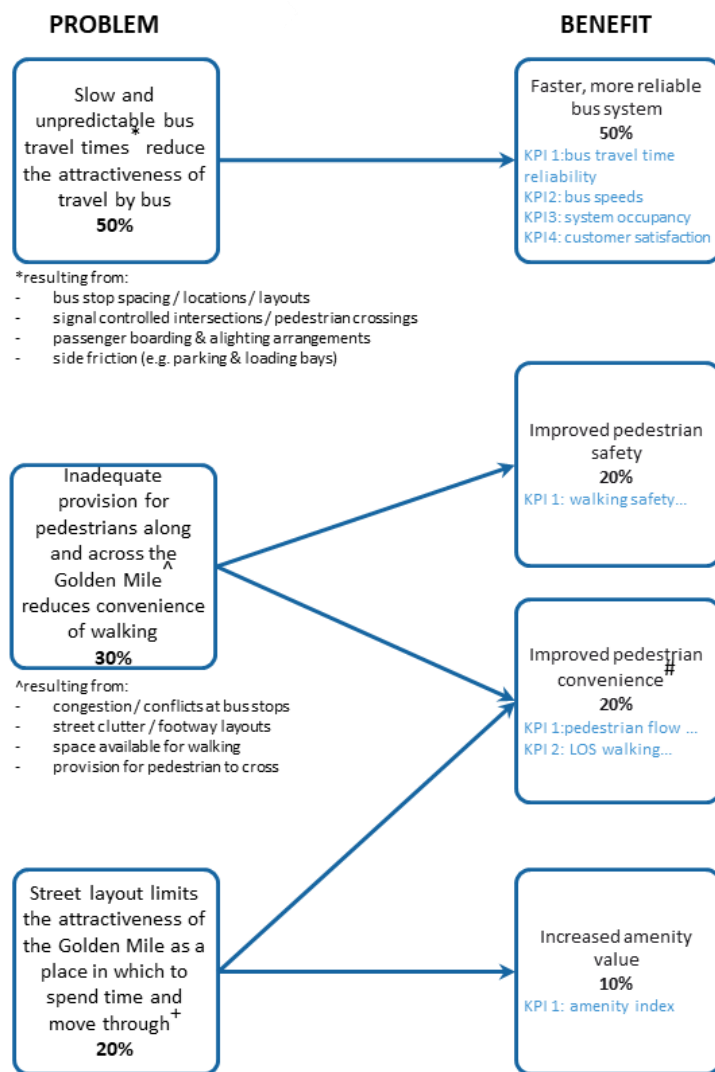 PROBLEM
BENEFIT
Slow and
unpredictable bus
travel times* reduce
the attractiveness of
travel by bus
50%
Faster, more reliable
bus system
50%
KPI 1:bus travel time
reliability
KPI2: bus speeds
KPI3: system occupancy
KPI4: customer satisfaction
*resulting from:
- bus stop spacing / locations / layouts
- signal controlled intersections / pedestrian crossings
- passenger boarding & alighting arrangements
- side friction (e.g. parking & loading bays)
Inadequate
provision for
pedestrians along
and across the
Golden Mile^
reduces convenience
of walking
30%
Improved pedestrian
safety
20%
KPI 1: walking safety...
^resulting from:
- congestion / conflicts at bus stops
- street clutter / footway layouts
- space available for walking
- provision for pedestrian to cross
Improved pedestrian
convenience#
20%
KPI 1:pedestrian flow ...
KPI 2: LOS walking...
Street layout limits
the attractiveness of
the Golden Mile as a
place in which to
spend time and
move through+
20%
Increased amenity
value
10%
KPI 1: amenity index